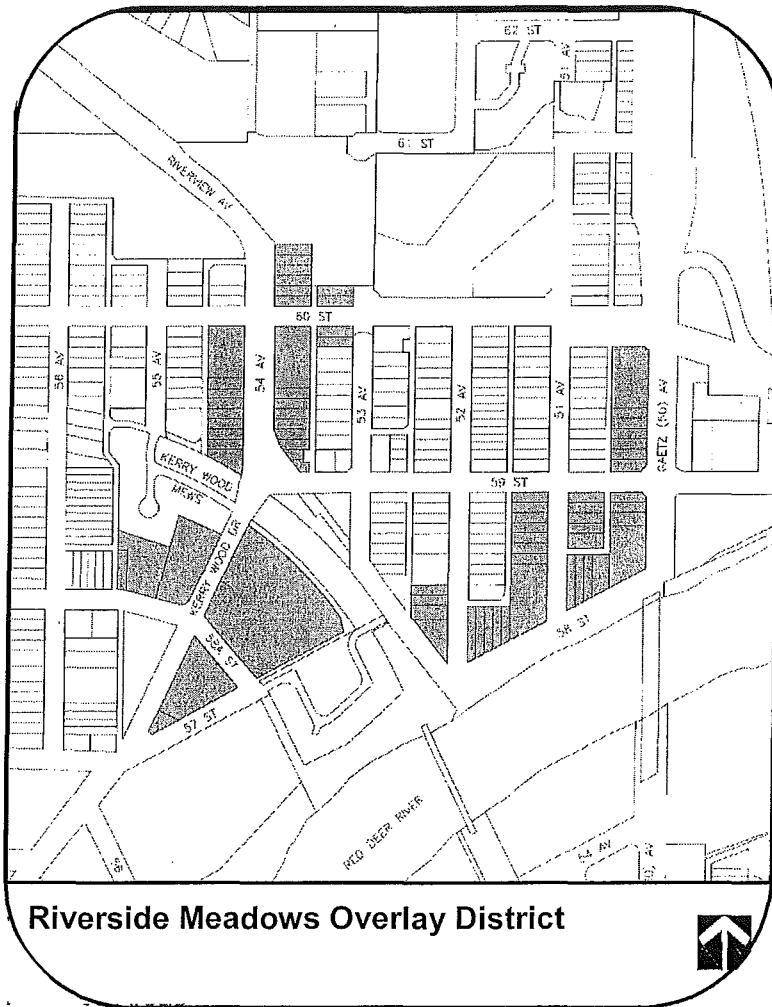 62 ST
51 AV
61 ST
RIVERVIEW AV
60 ST
56 AV
55 AV
54 AV
53 AV
52 AV
51 AV
GAETZ (50) AV
KERRY WOOD
MEWS
59 ST
KERRY WOOD DR
58A ST
58 ST
57 ST
RED DEER RIVER
AV
Riverside Meadows Overlay District